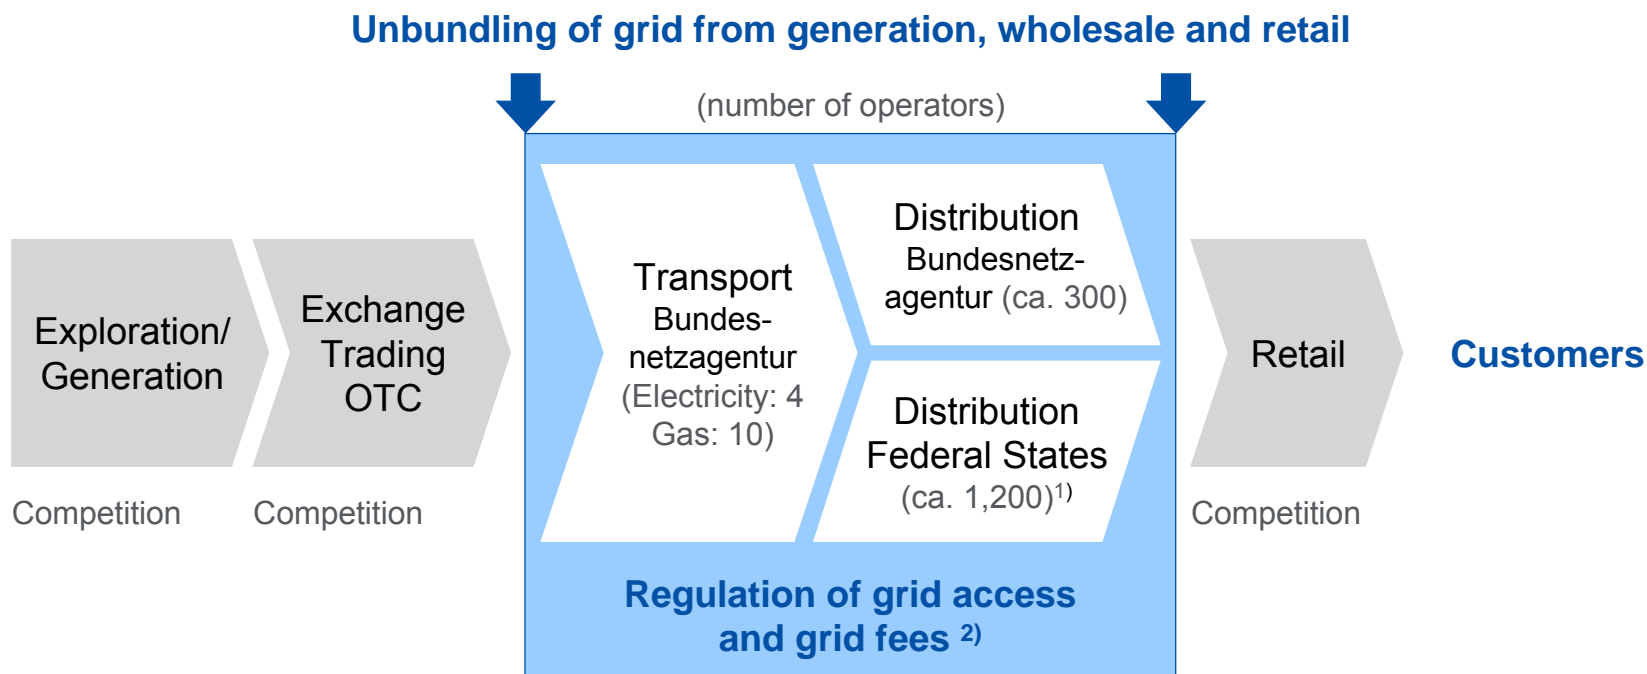 Unbundling of grid from generation, wholesale and retail
(number of operators)
Exploration/
Generation
Competition
Exchange
Trading
OTC
Competition
Transport
Bundes-
netzagentur
(Electricity: 4
Gas: 10)
Distribution
Bundesnetz-
agentur (ca. 300)
Distribution
Federal States
(ca. 1,200)1)
Regulation of grid access
and grid fees 2)
Retail
Competition
Customers